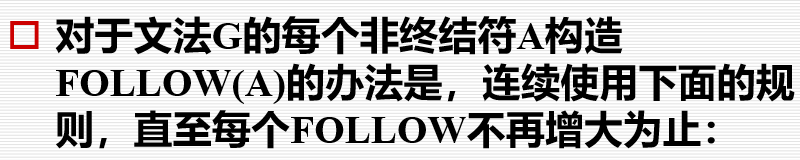 对于文法G的每个非终结符A构造
FOLLOW(A)的办法是，连续使用下面的规
则，直至每个FOLLOW不再增大为止：